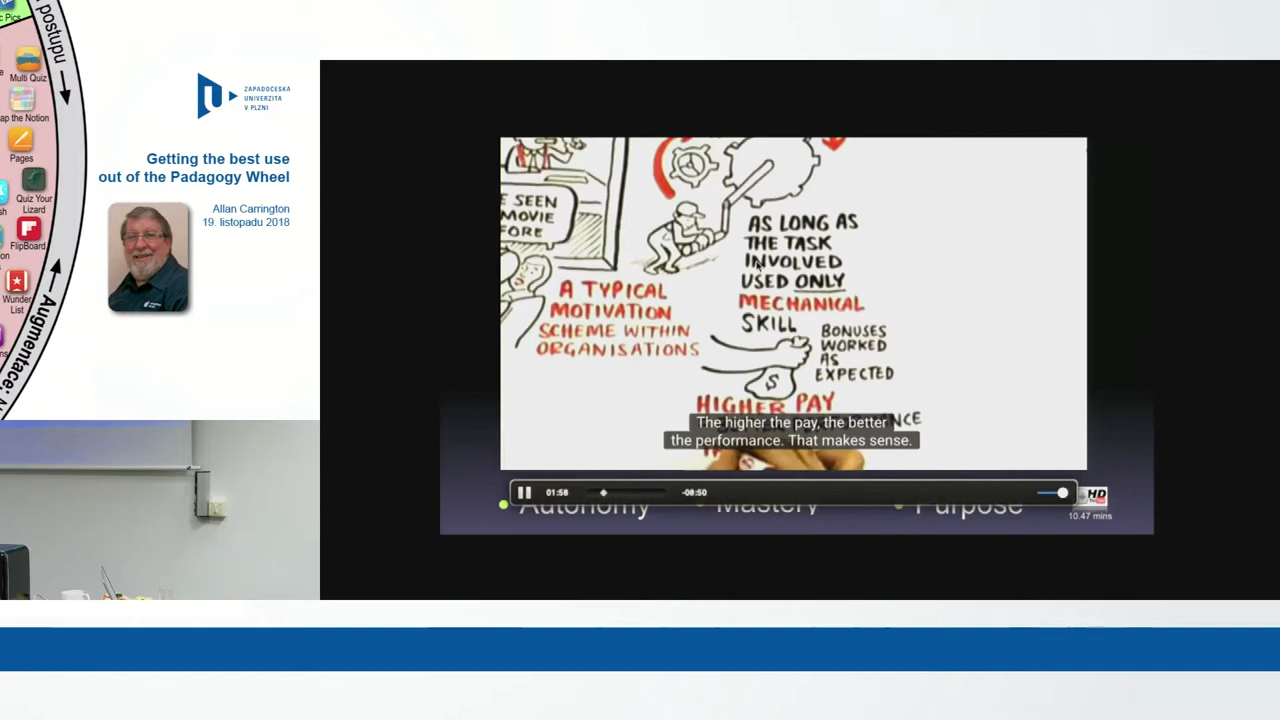 c Pics
postupu
Multi Quiz
ap the Notion
Pages
Quiz Your
Lizard
FlipBoard
Wunder
List
Augmentace:
ZÁPADOČESKÁ
UNIVERZITA
V PLZNI
Getting the best use
out of the Padagogy Wheel
Allan Carrington
19. listopadu 2018
E SEEN
MOVIE
FORE
A TYPICAL
MOTIVATION
SCHEME WITHIN
ORGANISATIONS
AS LONG AS
THE TASK
INVOLVED
USED ONLY
MECHANICAL
SKILL
BONUSES
WORKED
AS
EXPECTED
$
HIGHER PAY
The higher the pay, the better
the performance. That makes sense.
01:58
-08:50
Autonomy
Mastery
Purpose
HD
10.47 mins